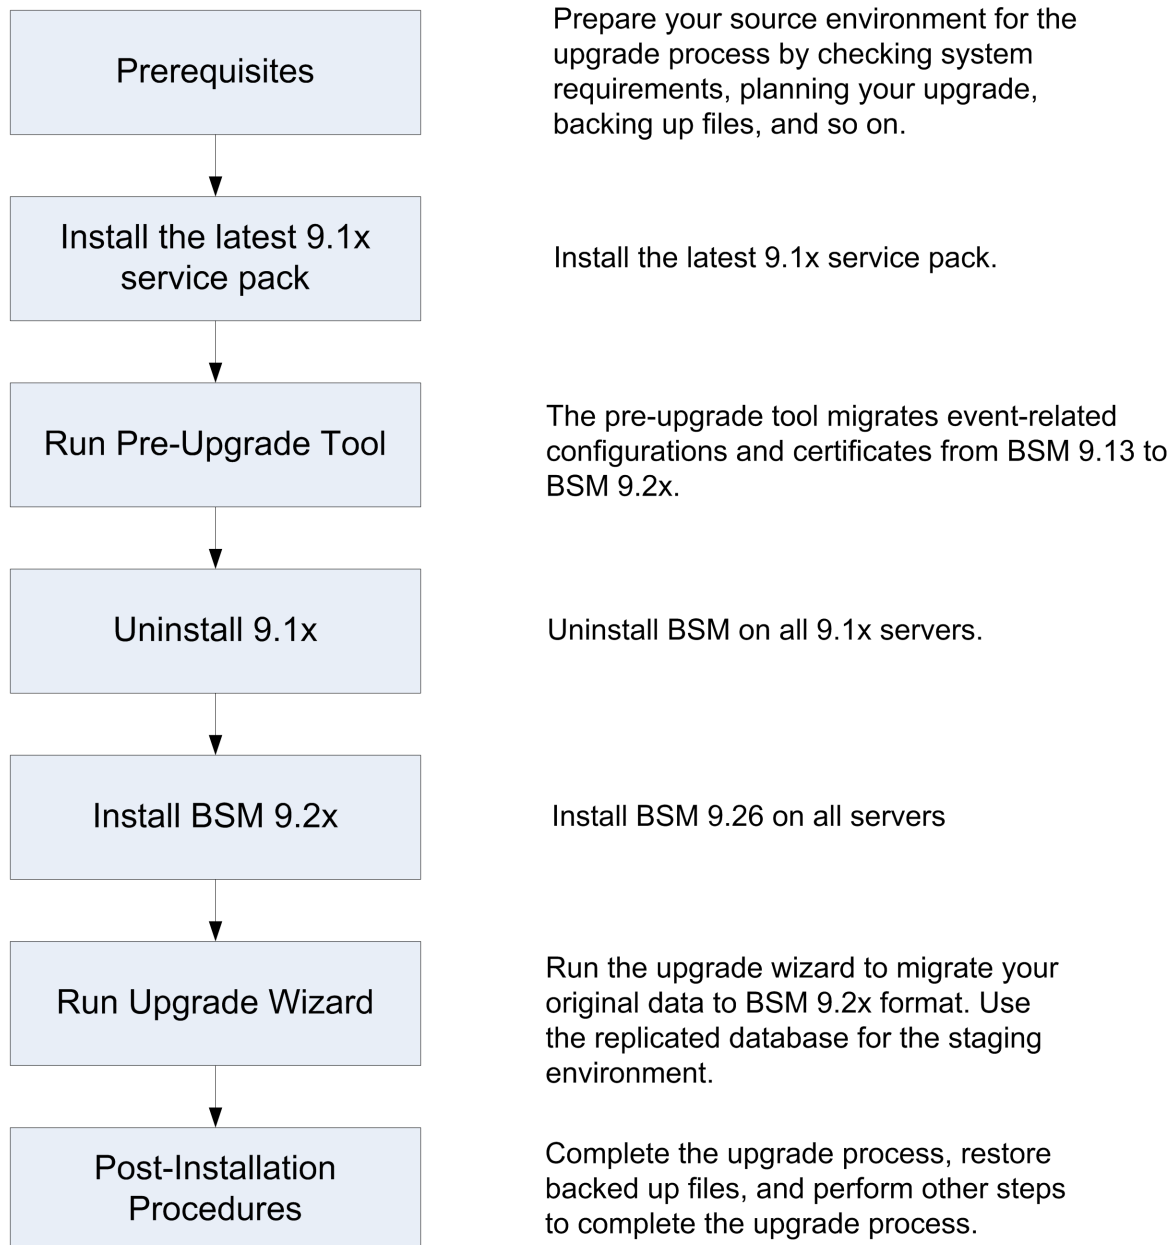 Prerequisites
Prepare your source environment for the
upgrade process by checking system
requirements, planning your upgrade,
backing up files, and so on.
Install the latest 9.1x
service pack
Install the latest 9.1x service pack.
Run Pre-Upgrade Tool
The pre-upgrade tool migrates event-related
configurations and certificates from BSM 9.13 to
BSM 9.2x.
Uninstall 9.1x
Uninstall BSM on all 9.1x servers.
Install BSM 9.2x
Install BSM 9.26 on all servers
Run Upgrade Wizard
Run the upgrade wizard to migrate your
original data to BSM 9.2x format. Use
the replicated database for the staging
environment.
Post-Installation
Procedures
Complete the upgrade process, restore
backed up files, and perform other steps
to complete the upgrade process.